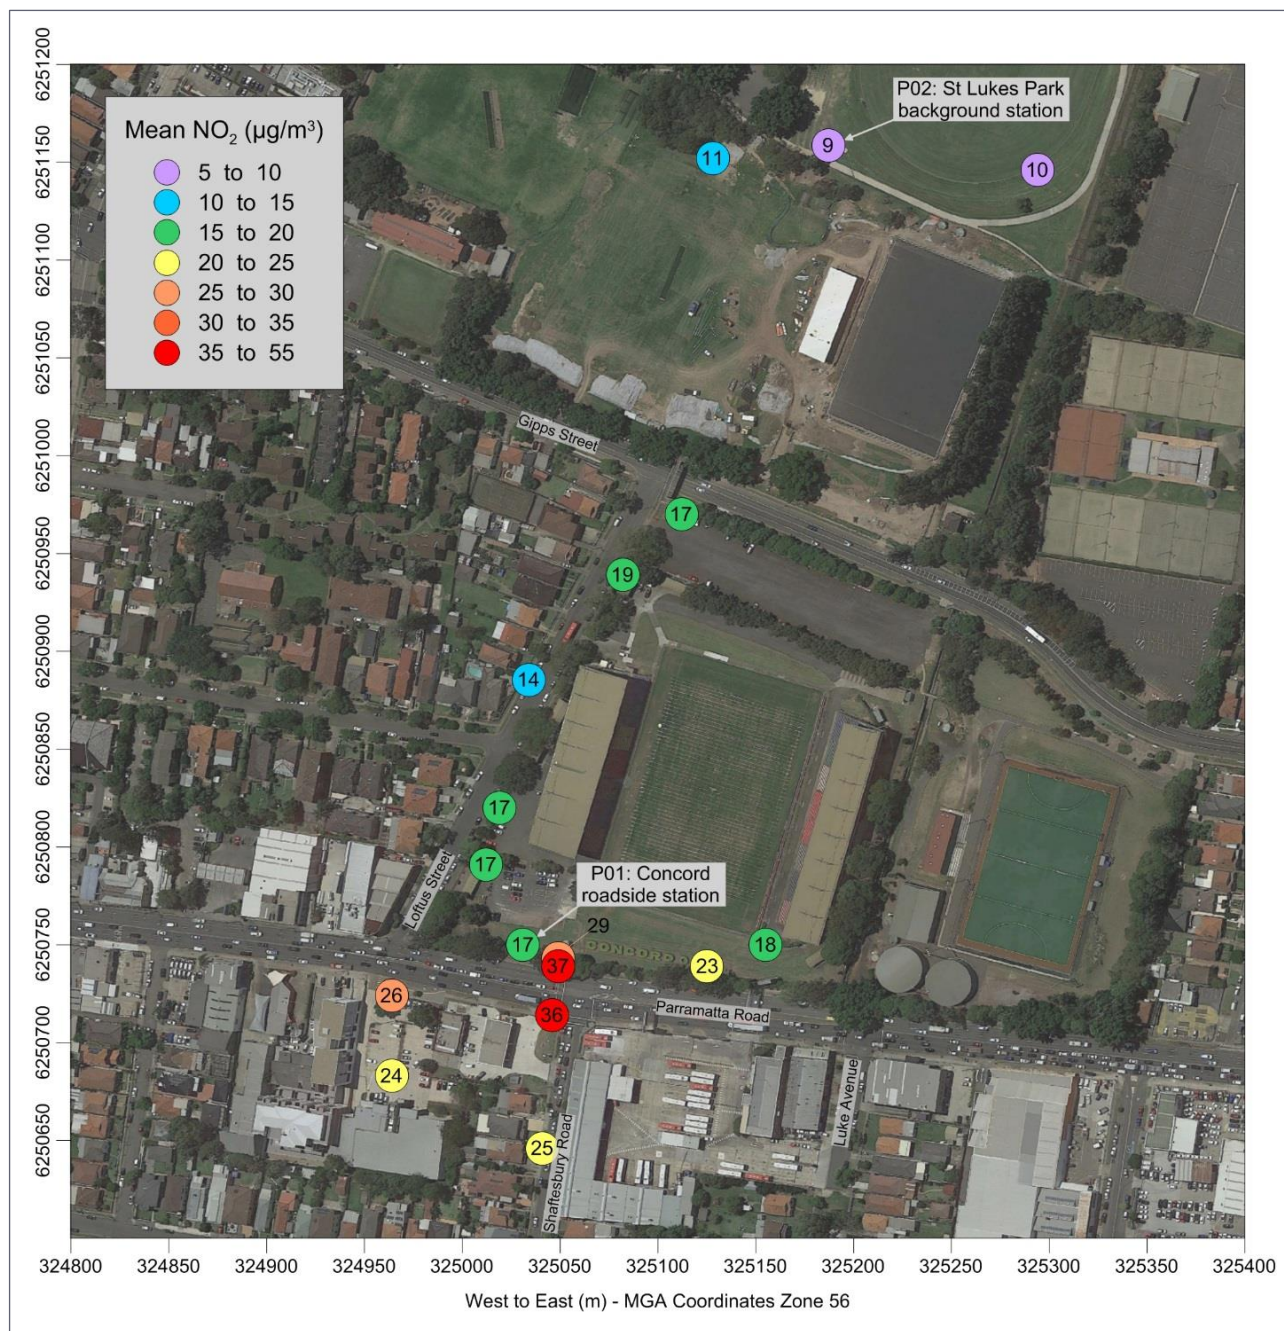 6251200
6251150
6251100
6251050
6251000
6250950
6250900
6250850
6250800
6250750
6250700
6250650
Mean NO₂ (µg/m³)
5 to 10
10 to 15
15 to 20
20 to 25
25 to 30
30 to 35
35 to 55
P02: St Lukes Park
background station
9
11
10
Gipps Street
17
19
14
17
17
Loftus Street
P01: Concord
roadside station
17
29
37
CONCORD
23
18
26
36
Parramatta Road
24
25
Shaftesbury Road
Luke Avenue
324800
324850
324900
324950
325000
325050
325100
325150
325200
325250
325300
325350
325400
West to East (m) - MGA Coordinates Zone 56